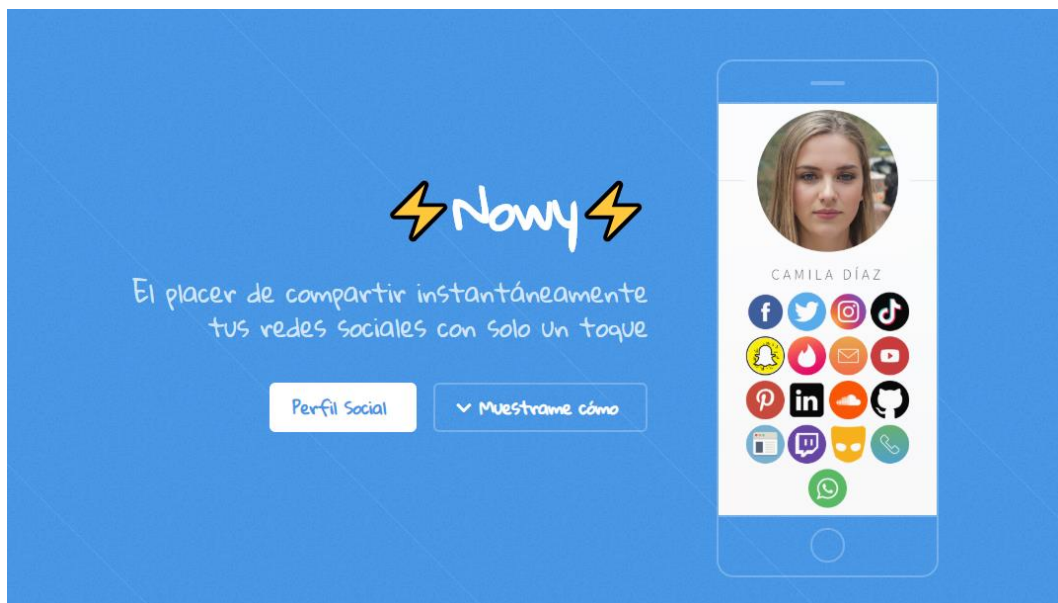 Nowy
El placer de compartir instantáneamente
tus redes sociales con solo un toque
Perfil Social
Muestrame cómo
CAMILA DÍAZ